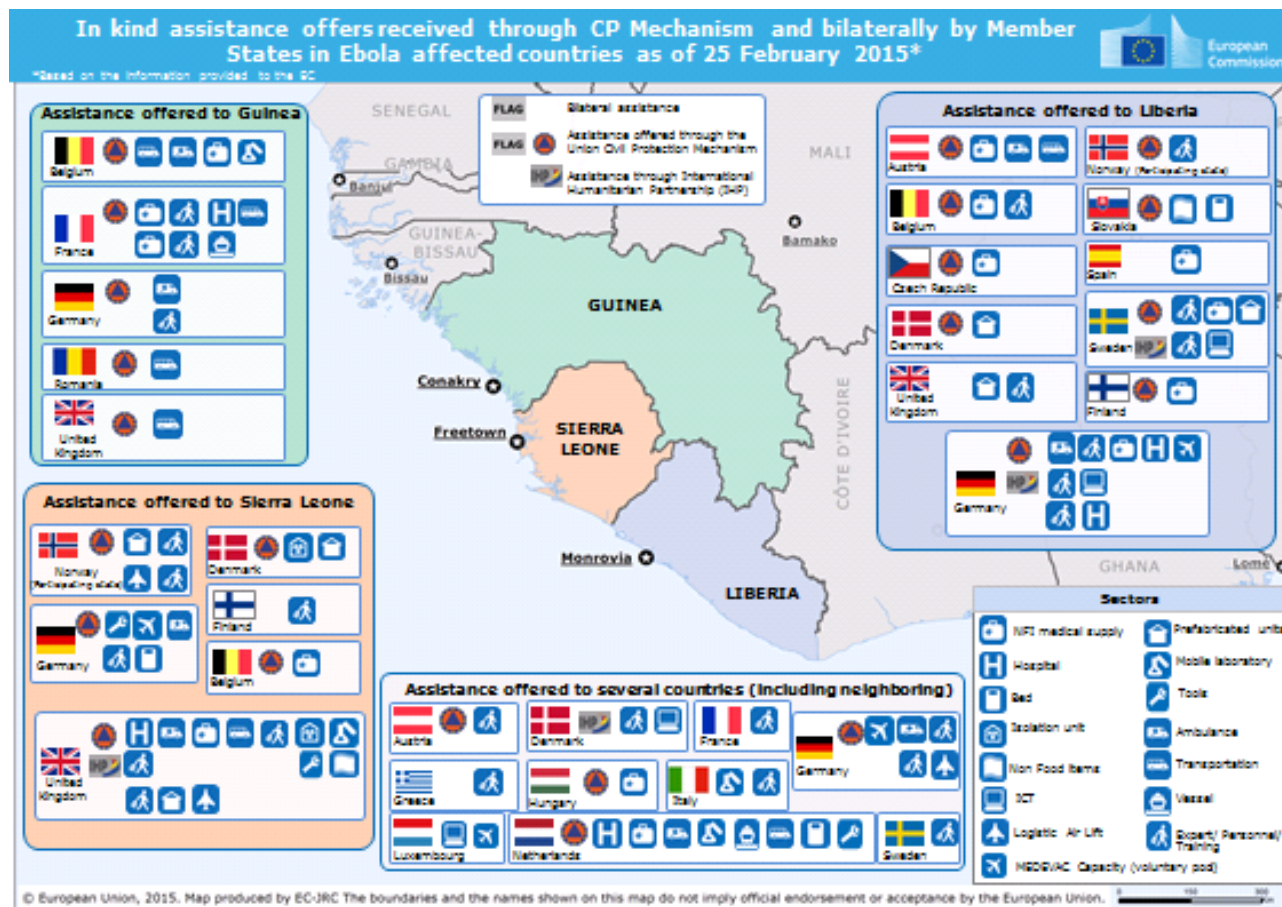 In kind assistance offers received through CP Mechanism and bilaterally by Member
States in Ebola affected countries as of 25 February 2015*
*Based on the information provided to the EC
European
Commission
Assistance offered to Guinea
Belgium
France
Germany
Romania
United
Kingdom
FLAG Bilateral assistance
FLAG Assistance offered through the
Union Civil Protection Mechanism
IHP Assistance through International
Humanitarian Partnership (IHP)
Assistance offered to Liberia
Austria
Norway (Participating state)
Belgium
Slovakia
Czech Republic
Spain
Denmark
Sweden IHP
United
Kingdom
Finland
IHP
Germany
SENEGAL
GAMBIA
Banjul
MALI
GUINEA-
BISSAU
Bissau
Bamako
GUINEA
Conakry
Freetown
SIERRA
LEONE
CÔTE D'IVOIRE
Monrovia
LIBERIA
GHANA
Lomé
Assistance offered to Sierra Leone
Norway
(Participating state)
Denmark
Finland
Germany
Belgium
IHP
United
Kingdom
Assistance offered to several countries (including neighboring)
Austria
Denmark
IHP
France
Germany
Greece
Hungary
Italy
Luxembourg
Netherlands
Sweden
Sectors
NFI medical supply
Prefabricated units
Hospital
Mobile laboratory
Bed
Tools
Isolation unit
Ambulance
Non Food Items
Transportation
ICT
Vessel
Logistic Air Lift
Expert/ Personnel/
Training
MEDEVAC Capacity (voluntary pool)
© European Union, 2015. Map produced by EC-JRC The boundaries and the names shown on this map do not imply official endorsement or acceptance by the European Union.
0 150 300